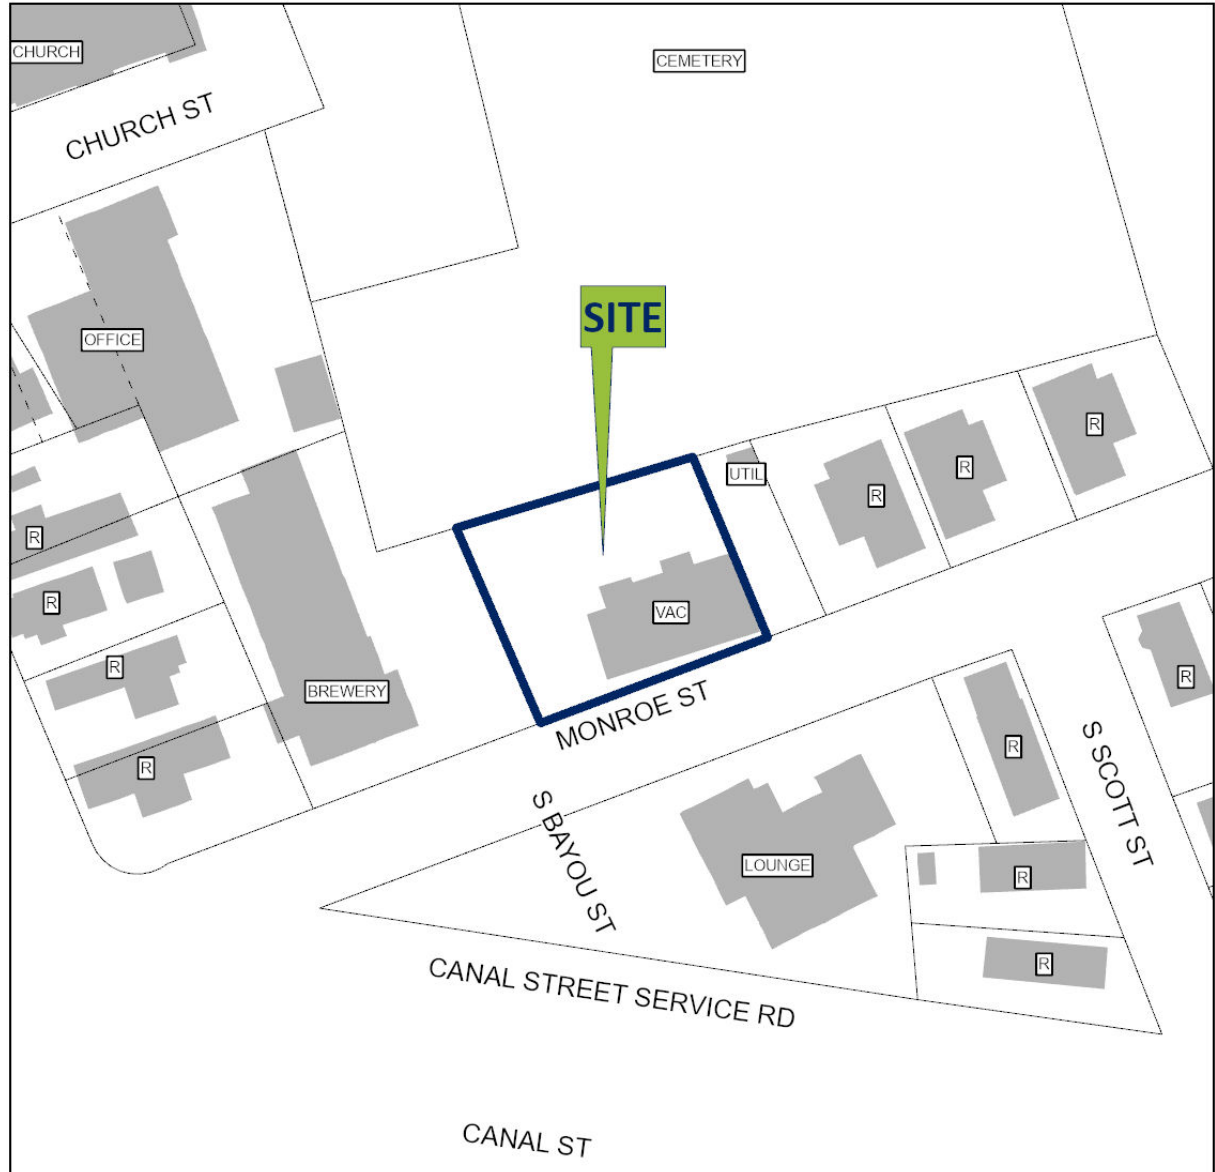 CHURCH
CEMETERY
CHURCH ST
SITE
OFFICE
R
UTIL
R
R
R
R
R
VAC
R
R
BREWERY
MONROE ST
R
R
S SCOTT ST
S BAYOU ST
LOUNGE
R
R
CANAL STREET SERVICE RD
CANAL ST